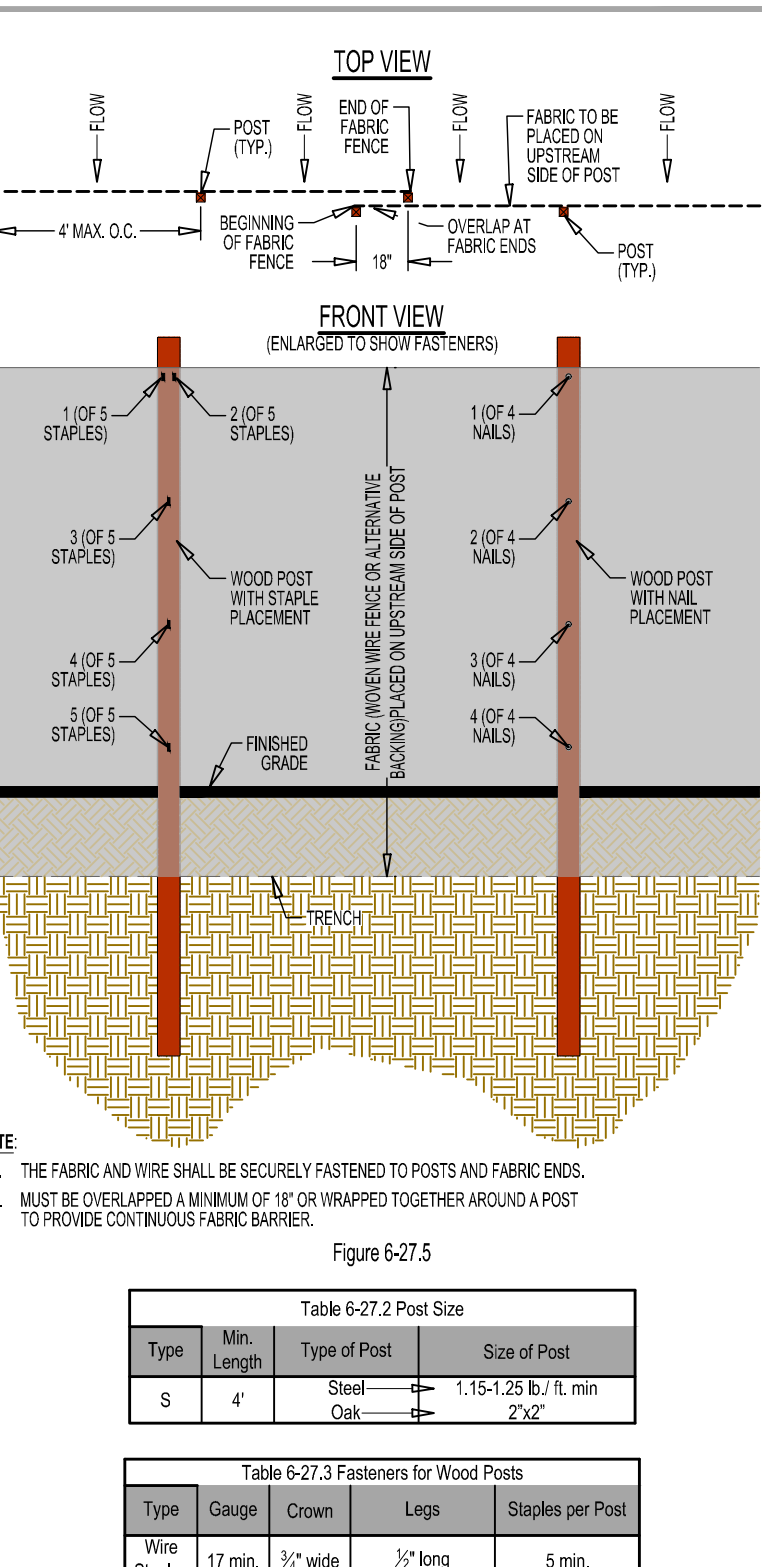 TOP VIEW
FLOW
POST
(TYP.)
FLOW
END OF
FABRIC
FENCE
FLOW
FABRIC TO BE
PLACED ON
UPSTREAM
SIDE OF POST
FLOW
4' MAX. O.C.
BEGINNING
OF FABRIC
FENCE
18"
OVERLAP AT
FABRIC ENDS
POST
(TYP.)
FRONT VIEW
(ENLARGED TO SHOW FASTENERS)
1 (OF 5
STAPLES)
2 (OF 5
STAPLES)
1 (OF 4
NAILS)
3 (OF 5
STAPLES)
2 (OF 4
NAILS)
WOOD POST
WITH STAPLE
PLACEMENT
FABRIC (WOVEN WIRE FENCE OR ALTERNATIVE
BACKING)PLACED ON UPSTREAM SIDE OF POST
WOOD POST
WITH NAIL
PLACEMENT
4 (OF 5
STAPLES)
3 (OF 4
NAILS)
5 (OF 5
STAPLES)
4 (OF 4
NAILS)
FINISHED
GRADE
TRENCH
TE:
. THE FABRIC AND WIRE SHALL BE SECURELY FASTENED TO POSTS AND FABRIC ENDS.
. MUST BE OVERLAPPED A MINIMUM OF 18" OR WRAPPED TOGETHER AROUND A POST
TO PROVIDE CONTINUOUS FABRIC BARRIER.
Figure 6-27.5
Table 6-27.2 Post Size
Type Min. Length Type of Post Size of Post
S 4' Steel 1.15-1.25 lb./ ft. min
Oak 2"x2"
Table 6-27.3 Fasteners for Wood Posts
Type Gauge Crown Legs Staples per Post
Wire 17 min. ¾" wide ½" long 5 min.